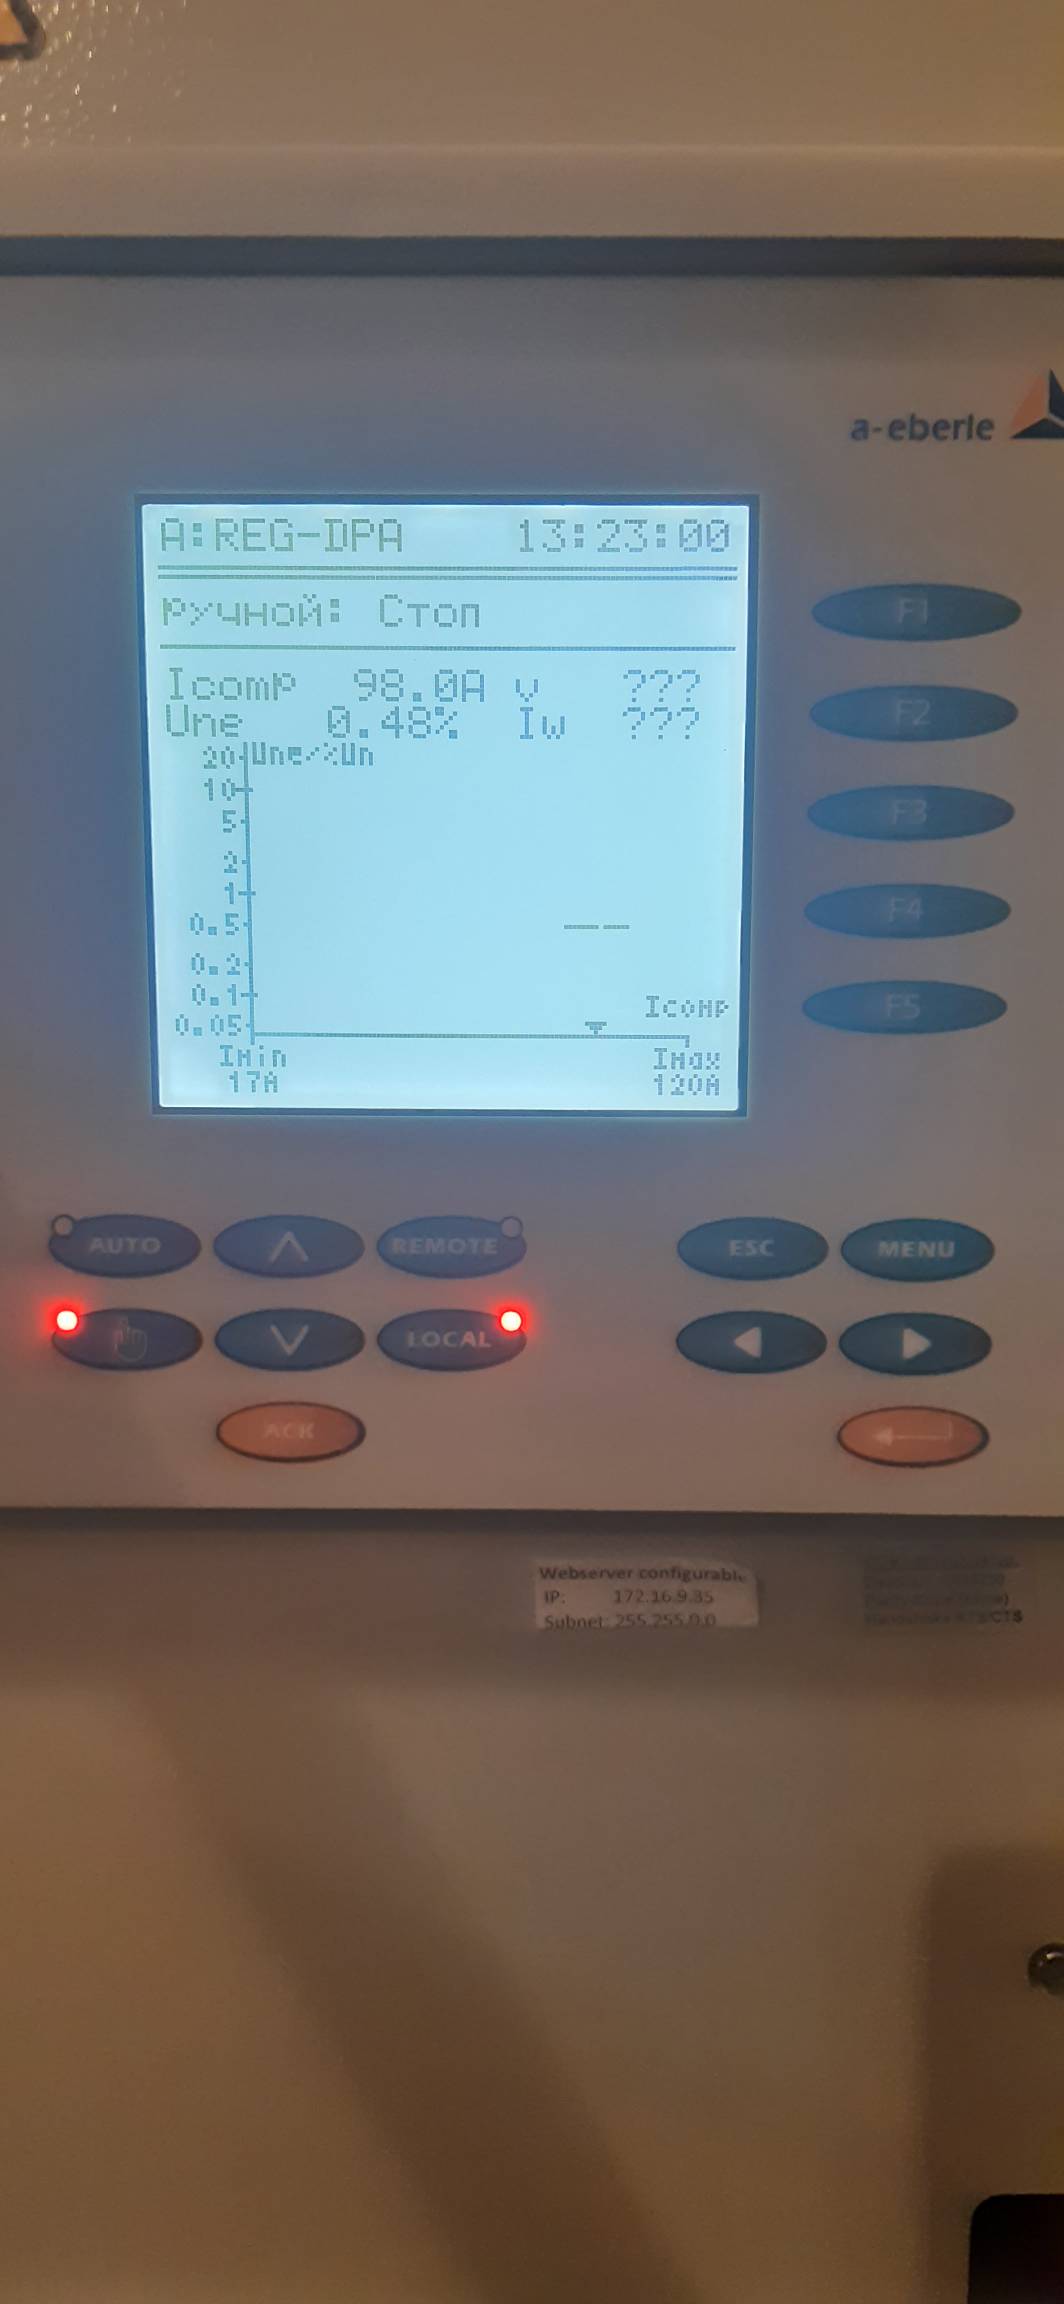 a-eberle
A:REG-DPA 13:23:00
ручной: Стоп
Icomp 98.0A v ???
Une 0.48% Iw ???
20 Une/%Un
10
5
2
1
0.5
0.2
0.1
Icomp
0.05
Imin Imax
17A 120A
F1
F2
F3
F4
F5
AUTO REMOTE ESC MENU
LOCAL
ACK
Webserver configurable
IP: 172.16.9.35
Subnet: 255.255.0.0